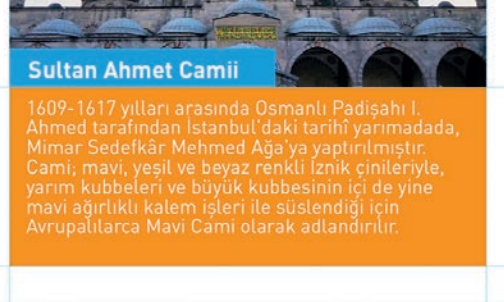 Sultan Ahmet Camii
1609-1617 yılları arasında Osmanlı Padişahı I.
Ahmed tarafından İstanbul'daki tarihî yarımadada,
Mimar Sedefkâr Mehmed Ağa'ya yaptırılmıştır.
Cami; mavi, yeşil ve beyaz renkli İznik çinileriyle,
yarım kubbeleri ve büyük kubbesinin içi de yine
mavi ağırlıklı kalem işleri ile süslendiği için
Avrupalılarca Mavi Cami olarak adlandırılır.